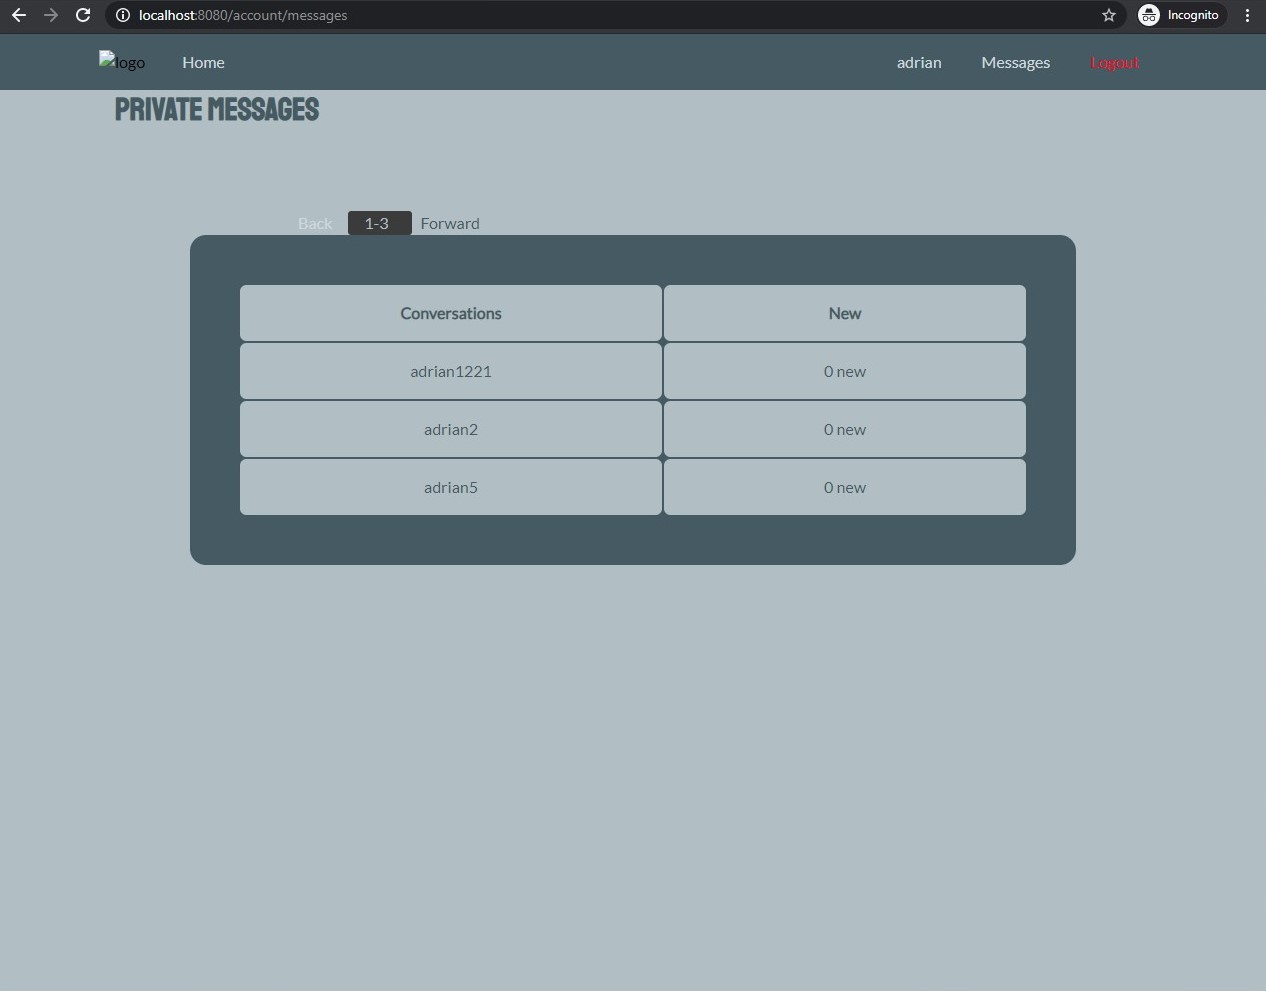 localhost:8080/account/messages
Incognito
logo
Home
adrian
Messages
Logout
PRIVATE MESSAGES
Back
1-3
Forward
Conversations
New
adrian1221
0 new
adrian2
0 new
adrian5
0 new